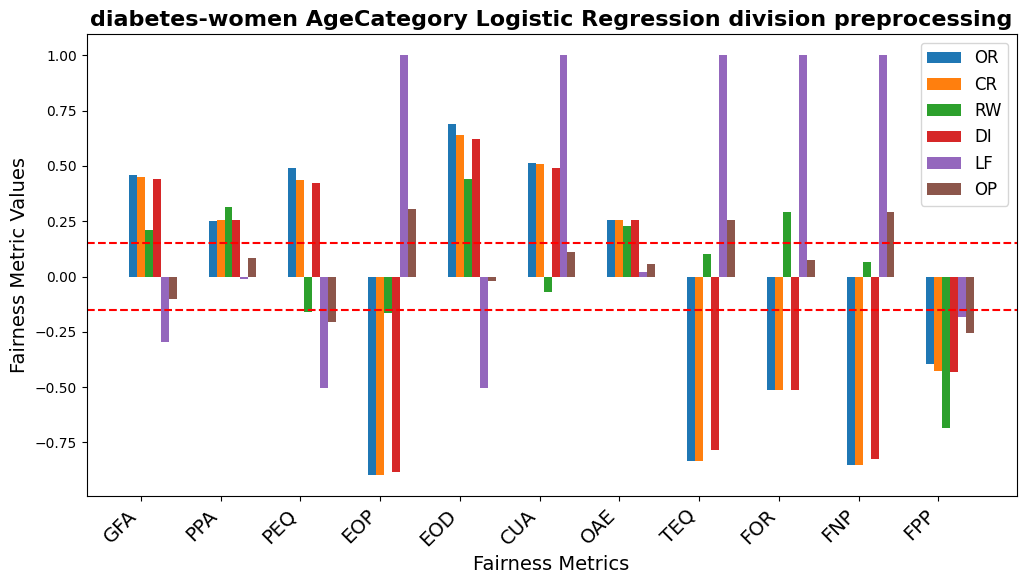 diabetes-women AgeCategory Logistic Regression division preprocessing
OR
CR
RW
DI
LF
OP
Fairness Metric Values
1.00
0.75
0.50
0.25
0.00
−0.25
−0.50
−0.75
GFA
PPA
PEQ
EOP
EOD
CUA
OAE
TEQ
FOR
FNP
FPP
Fairness Metrics